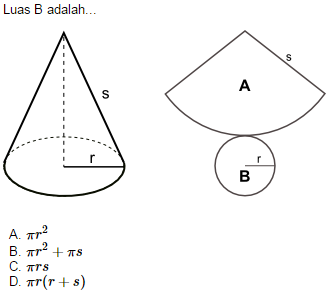 Luas B adalah...
s
r
s
A
r
B
A. πr²
B. πr² + πs
C. πrs
D. πr(r + s)